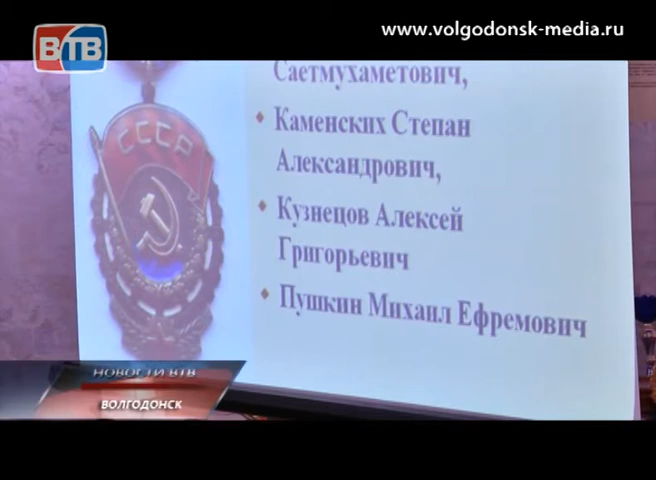 ВТВ
www.volgodonsk-media.ru
Саетмухаметович,
Каменских Степан
Александрович,
Кузнецов Алексей
Григорьевич
Пушкин Михаил Ефремович
СССР
НОВОСТИ ВТВ
ВОЛГОДОНСК